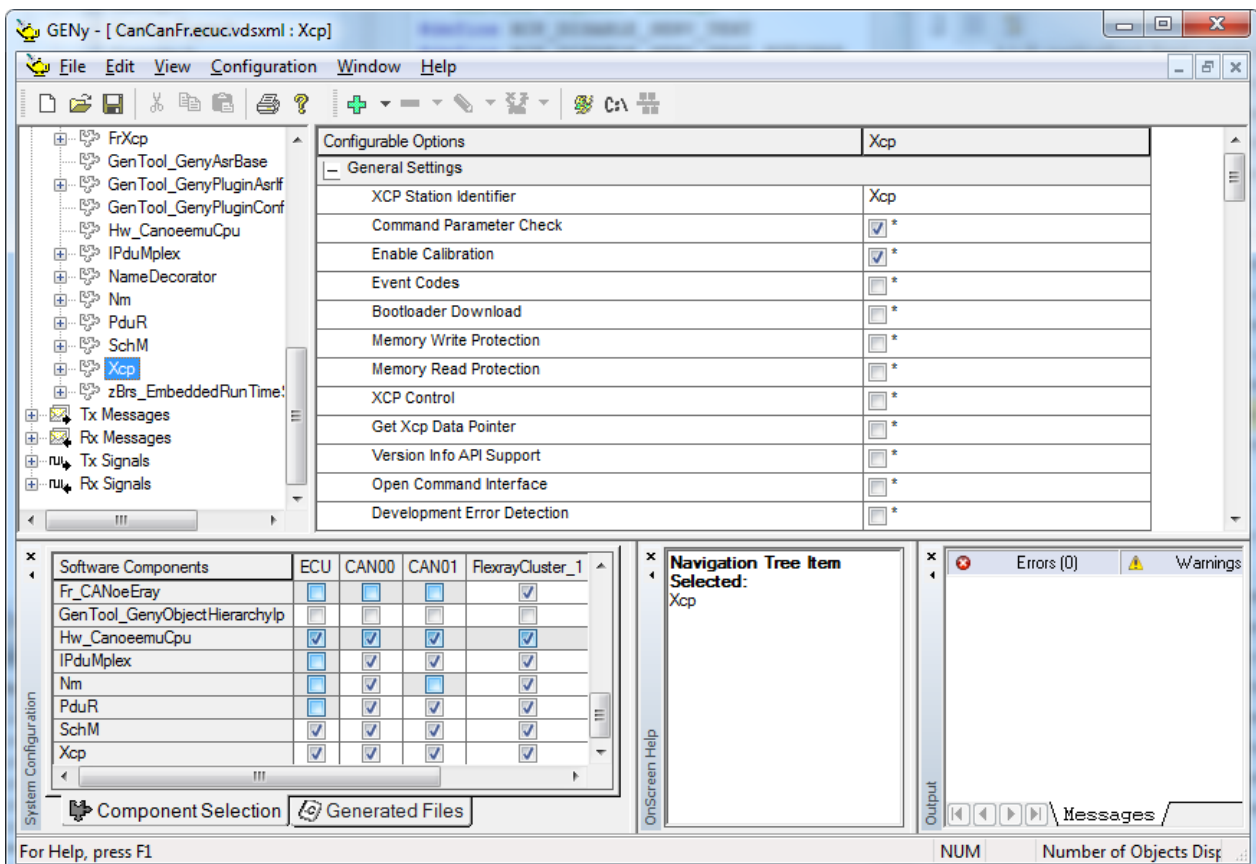 GENy - [ CanCanFr.ecuc.vdsxml : Xcp]
File Edit View Configuration Window Help
C:\
FrXcp
GenTool_GenyAsrBase
GenTool_GenyPluginAsrIf
GenTool_GenyPluginConf
Hw_CanoeemuCpu
IPduMplex
NameDecorator
Nm
PduR
SchM
Xcp
zBrs_EmbeddedRunTime
Tx Messages
Rx Messages
Tx Signals
Rx Signals
Configurable Options Xcp
General Settings
XCP Station Identifier Xcp
Command Parameter Check *
Enable Calibration *
Event Codes *
Bootloader Download *
Memory Write Protection *
Memory Read Protection *
XCP Control *
Get Xcp Data Pointer *
Version Info API Support *
Open Command Interface *
Development Error Detection *
System Configuration
Software Components ECU CAN00 CAN01 FlexrayCluster_1
Fr_CANoeEray
GenTool_GenyObjectHierarchyIp
Hw_CanoeemuCpu
IPduMplex
Nm
PduR
SchM
Xcp
Component Selection Generated Files
OnScreen Help
Navigation Tree Item
Selected:
Xcp
Output
Errors (0) Warnings
Messages
For Help, press F1 NUM Number of Objects Disp